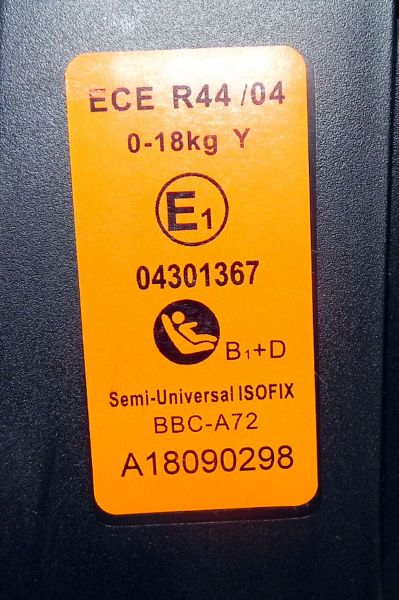 ECE R44/04
0-18kg Y
E1
04301367
B1+D
Semi-Universal ISOFIX
BBC-A72
A18090298